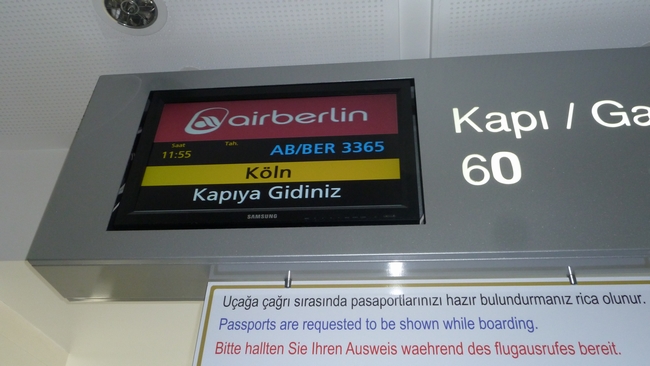 airberlin
Saat Tah.
11:55 AB/BER 3365
Köln
Kapıya Gidiniz
SAMSUNG
Kapı / Ga
60
Uçağa çağrı sırasında pasaportlarınızı hazır bulundurmanız rica olunur.
Passports are requested to be shown while boarding.
Bitte hallten Sie Ihren Ausweis waehrend des flugausrufes bereit.